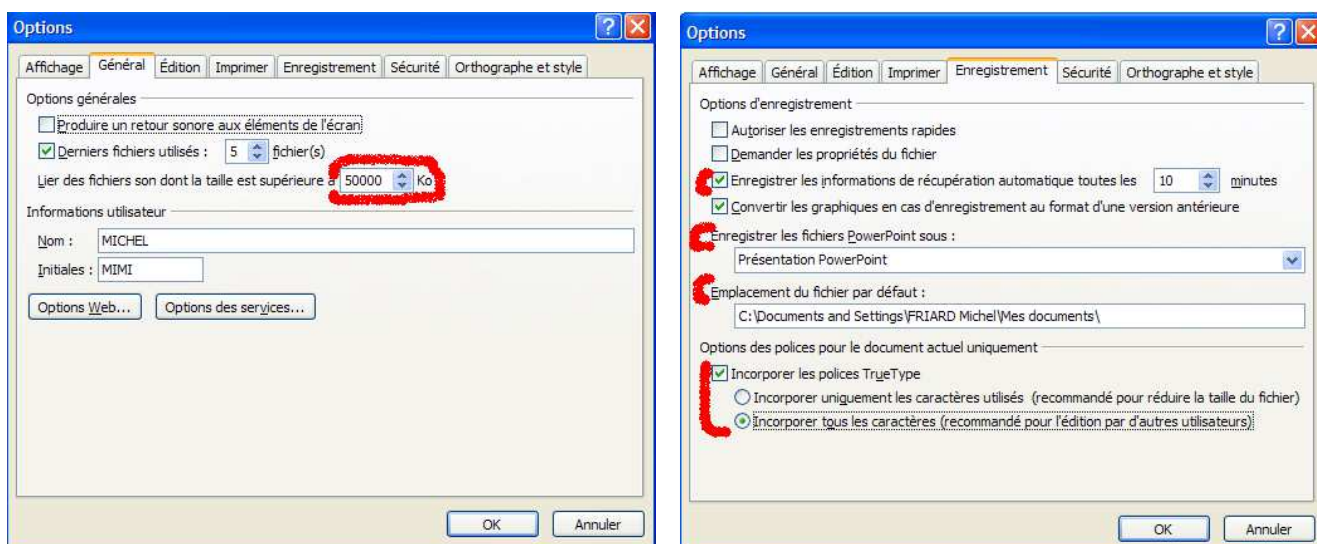 Options
Affichage Général Édition Imprimer Enregistrement Sécurité Orthographe et style
Options générales
Produire un retour sonore aux éléments de l'écran
Derniers fichiers utilisés : 5 fichier(s)
Lier des fichiers son dont la taille est supérieure à 50000 Ko
Informations utilisateur
Nom : MICHEL
Initiales : MIMI
Options Web... Options des services...
OK Annuler
Options
Affichage Général Édition Imprimer Enregistrement Sécurité Orthographe et style
Options d'enregistrement
Autoriser les enregistrements rapides
Demander les propriétés du fichier
Enregistrer les informations de récupération automatique toutes les 10 minutes
Convertir les graphiques en cas d'enregistrement au format d'une version antérieure
Enregistrer les fichiers PowerPoint sous :
Présentation PowerPoint
Emplacement du fichier par défaut :
C:\Documents and Settings\FRIARD Michel\Mes documents\
Options des polices pour le document actuel uniquement
Incorporer les polices TrueType
Incorporer uniquement les caractères utilisés (recommandé pour réduire la taille du fichier)
Incorporer tous les caractères (recommandé pour l'édition par d'autres utilisateurs)
OK Annuler